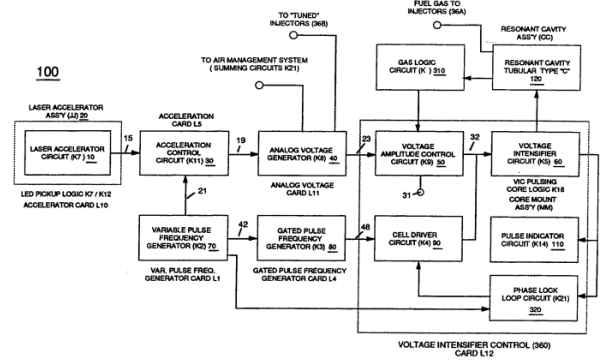 TO "TUNED"
INJECTORS (36B)
FUEL GAS TO
INJECTORS (36A)
RESONANT CAVITY
ASS'Y (CC)
TO AIR MANAGEMENT SYSTEM
( SUMMING CIRCUITS K21)
GAS LOGIC
CIRCUIT (K ) 310
RESONANT CAVITY
TUBULAR TYPE "C"
120
100
LASER ACCELERATOR
ASS'Y (JJ) 20
ACCELERATION
CARD L5
LASER ACCELERATOR
CIRCUIT (K7) 10
15
ACCELERATION
CONTROL
CIRCUIT (K11) 30
19
ANALOG VOLTAGE
GENERATOR (K8) 40
23
VOLTAGE
AMPLITUDE CONTROL
CIRCUIT (K9) 50
32
VOLTAGE
INTENSIFIER
CIRCUIT (K5) 60
LED PICKUP LOGIC K7 / K12
ACCELERATOR CARD L10
21
ANALOG VOLTAGE
CARD L11
31
VIC PULSING
CORE LOGIC K18
CORE MOUNT
ASS'Y (MM)
VARIABLE PULSE
FREQUENCY
GENERATOR (K2) 70
42
GATED PULSE
FREQUENCY
GENERATOR (K3) 80
48
CELL DRIVER
CIRCUIT (K4) 90
PULSE INDICATOR
CIRCUIT (K14) 110
VAR. PULSE FREQ.
GENERATOR CARD L1
GATED PULSE FREQUENCY
GENERATOR CARD L4
PHASE LOCK
LOOP CIRCUIT (K21)
320
VOLTAGE INTENSIFIER CONTROL (360)
CARD L12